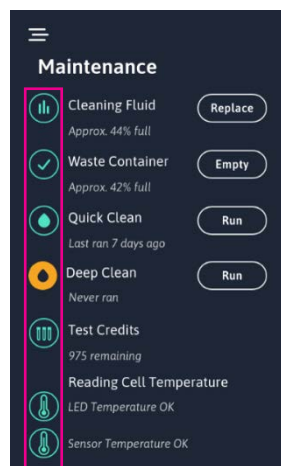 Maintenance
Cleaning Fluid
Replace
Approx. 44% full
Waste Container
Empty
Approx. 42% full
Quick Clean
Run
Last ran 7 days ago
Deep Clean
Run
Never ran
Test Credits
975 remaining
Reading Cell Temperature
LED Temperature OK
Sensor Temperature OK